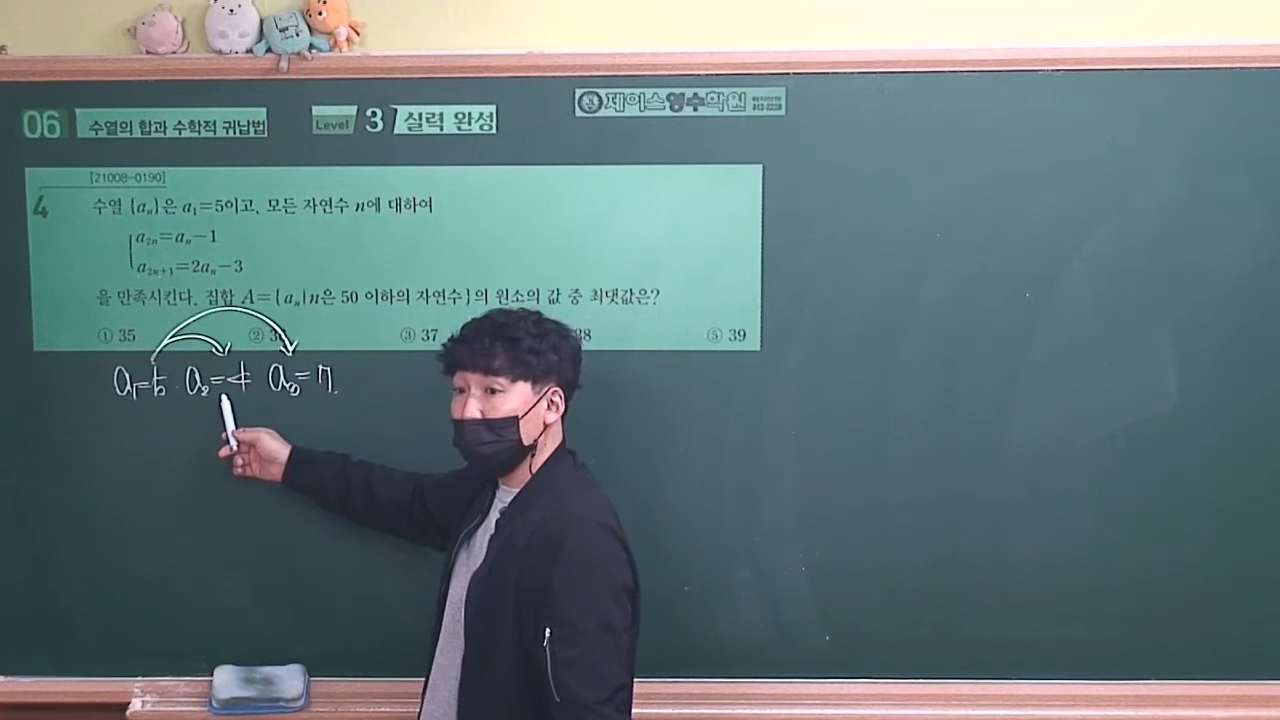 06 수열의 합과 수학적 귀납법 Level 3 실력 완성
제이스영수학원
[21008-0190]
4 수열 {aₙ}은 a₁=5이고, 모든 자연수 n에 대하여
a₂ₙ=aₙ-1
a₂ₙ₊₁=2aₙ-3
을 만족시킨다. 집합 A={aₙ|n은 50 이하의 자연수}의 원소의 값 중 최댓값은?
① 35 ② ③ 37 38 ⑤ 39
a₁=5 a₂=4 a₃=7